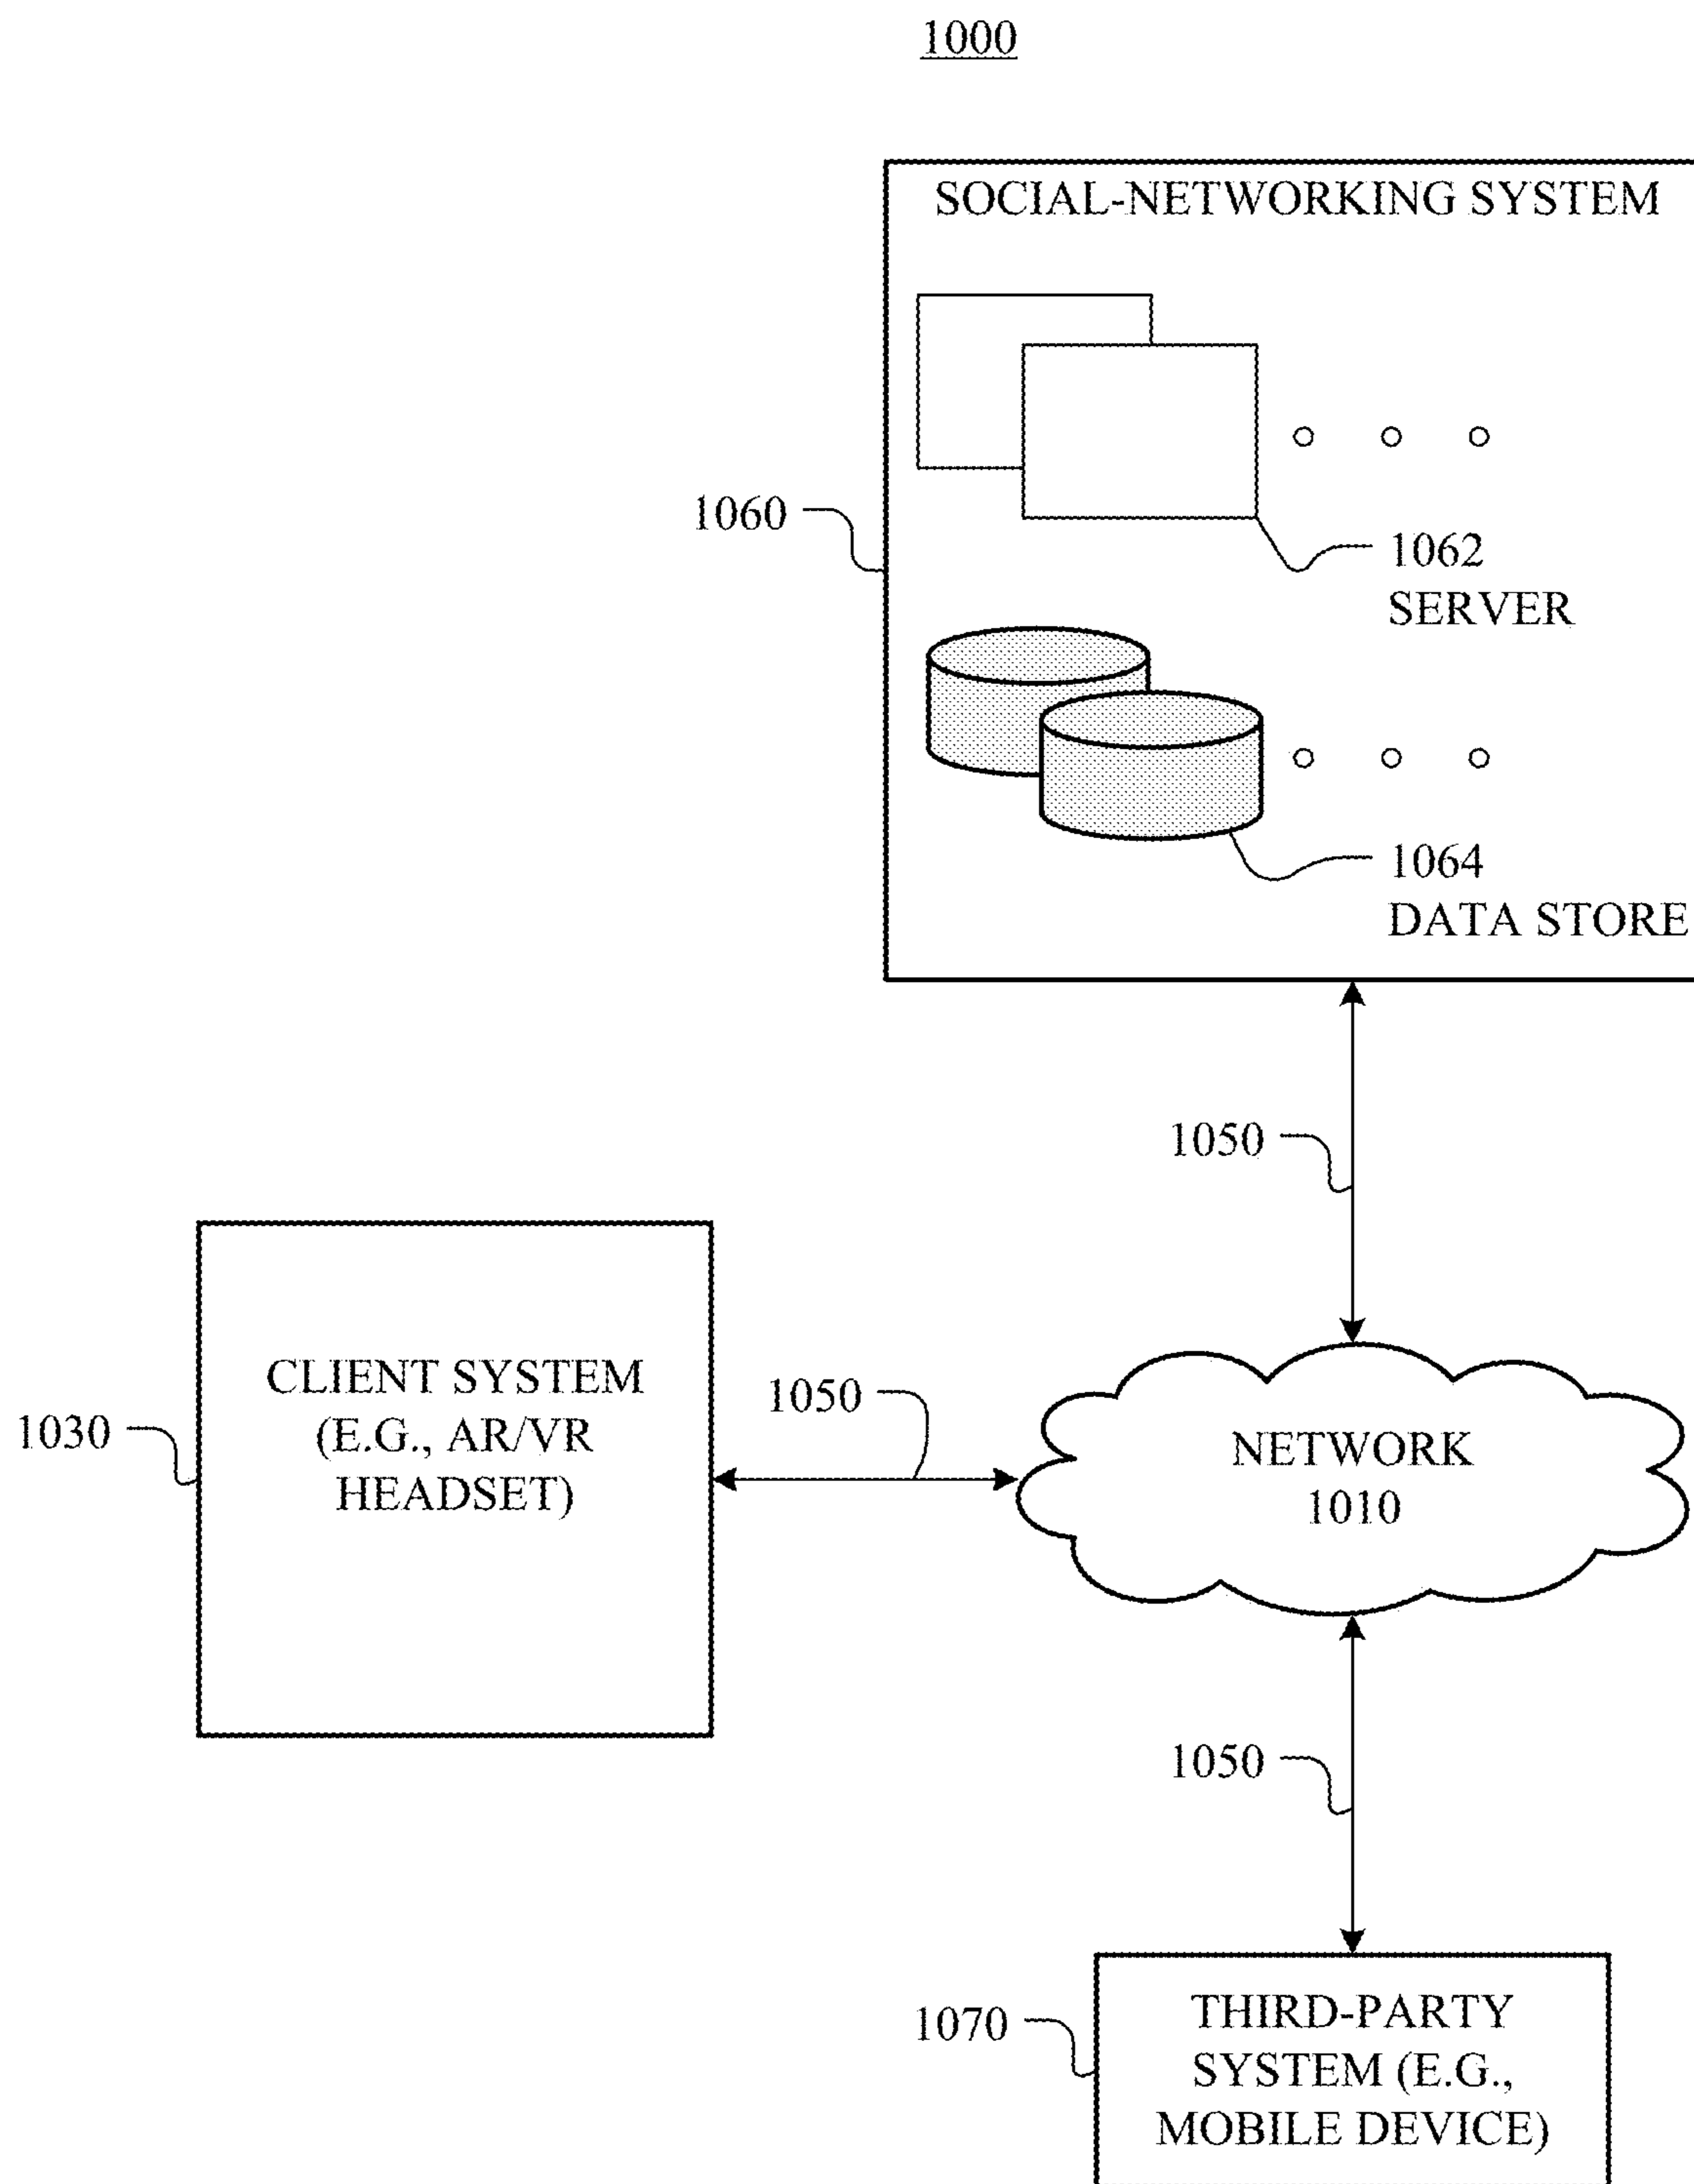 1000
SOCIAL-NETWORKING SYSTEM
1060
1062
SERVER
1064
DATA STORE
1050
CLIENT SYSTEM
(E.G., AR/VR
HEADSET)
1030
1050
NETWORK
1010
1050
1070
THIRD-PARTY
SYSTEM (E.G.,
MOBILE DEVICE)